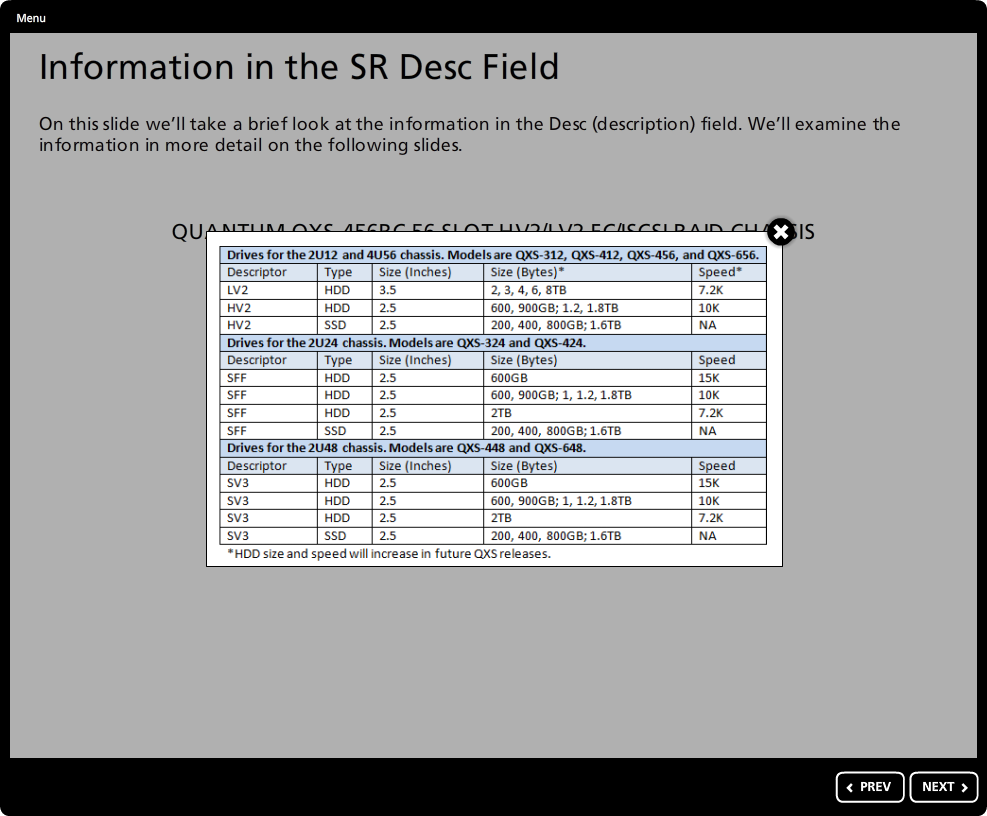 Menu
Information in the SR Desc Field
On this slide we’ll take a brief look at the information in the Desc (description) field. We’ll examine the
information in more detail on the following slides.
QUANTUM QXS-456RC 56 SLOT HV2/LV2 FC/ISCSI RAID CHASSIS
Drives for the 2U12 and 4U56 chassis. Models are QXS-312, QXS-412, QXS-456, and QXS-656.
Descriptor Type Size (Inches) Size (Bytes)* Speed*
LV2 HDD 3.5 2, 3, 4, 6, 8TB 7.2K
HV2 HDD 2.5 600, 900GB; 1.2, 1.8TB 10K
HV2 SSD 2.5 200, 400, 800GB; 1.6TB NA
Drives for the 2U24 chassis. Models are QXS-324 and QXS-424.
Descriptor Type Size (Inches) Size (Bytes) Speed
SFF HDD 2.5 600GB 15K
SFF HDD 2.5 600, 900GB; 1, 1.2, 1.8TB 10K
SFF HDD 2.5 2TB 7.2K
SFF SSD 2.5 200, 400, 800GB; 1.6TB NA
Drives for the 2U48 chassis. Models are QXS-448 and QXS-648.
Descriptor Type Size (Inches) Size (Bytes) Speed
SV3 HDD 2.5 600GB 15K
SV3 HDD 2.5 600, 900GB; 1, 1.2, 1.8TB 10K
SV3 HDD 2.5 2TB 7.2K
SV3 SSD 2.5 200, 400, 800GB; 1.6TB NA
*HDD size and speed will increase in future QXS releases.
PREV
NEXT